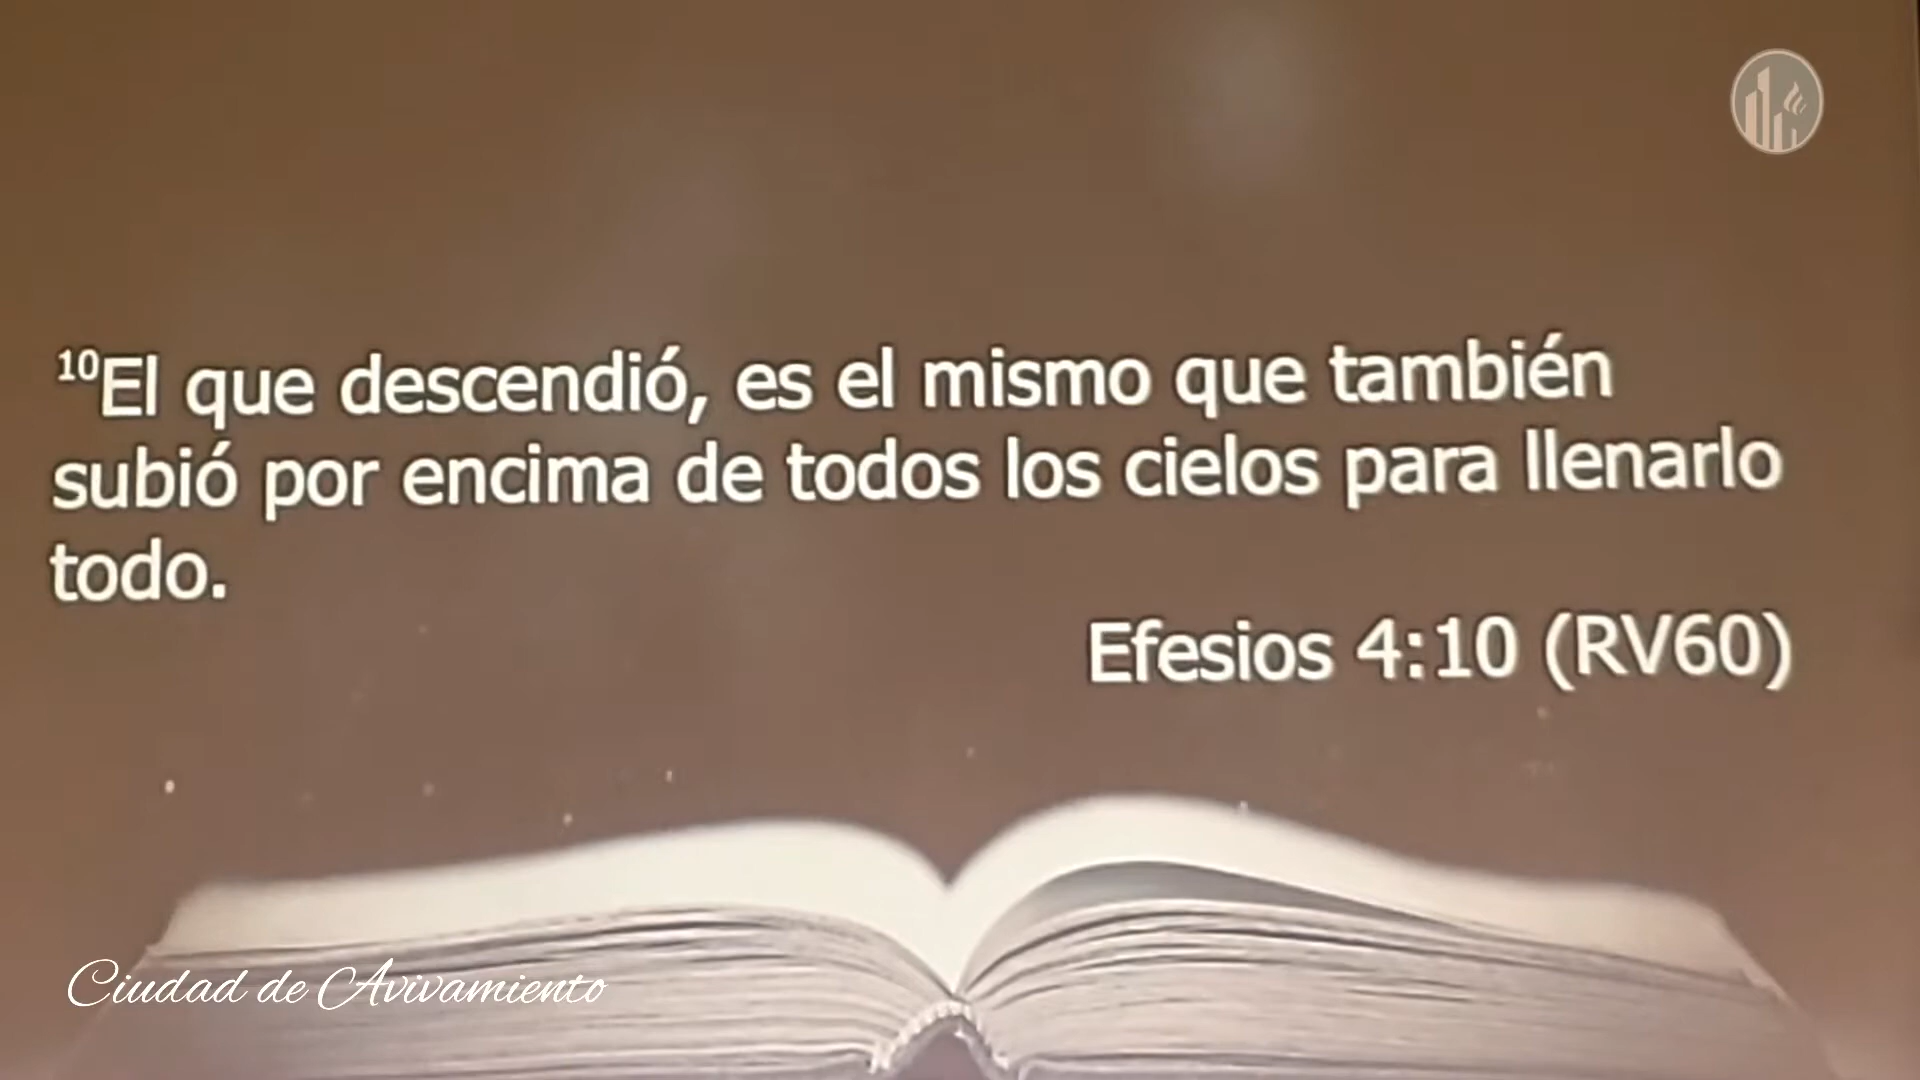 ¹⁰El que descendió, es el mismo que también
subió por encima de todos los cielos para llenarlo
todo.
Efesios 4:10 (RV60)
Ciudad de Avivamiento